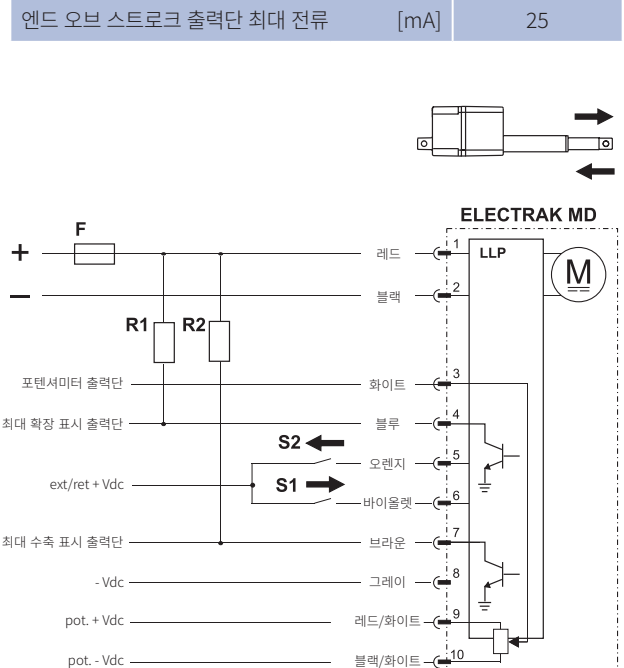 엔드 오브 스트로크 출력단 최대 전류 [mA] 25
ELECTRAK MD
F
+ 레드 1 LLP
M
− 블랙 2
R1 R2
포텐셔미터 출력단 화이트 3
최대 확장 표시 출력단 블루 4
S2
오렌지 5
ext/ret + Vdc S1
바이올렛 6
최대 수축 표시 출력단 브라운 7
- Vdc 그레이 8
pot. + Vdc 레드/화이트 9
pot. - Vdc 블랙/화이트 10